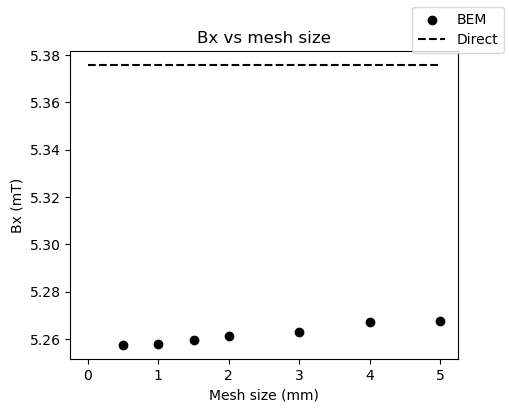 BEM
Direct
Bx vs mesh size
5.38
5.36
5.34
5.32
5.30
5.28
5.26
Bx (mT)
0 1 2 3 4 5
Mesh size (mm)